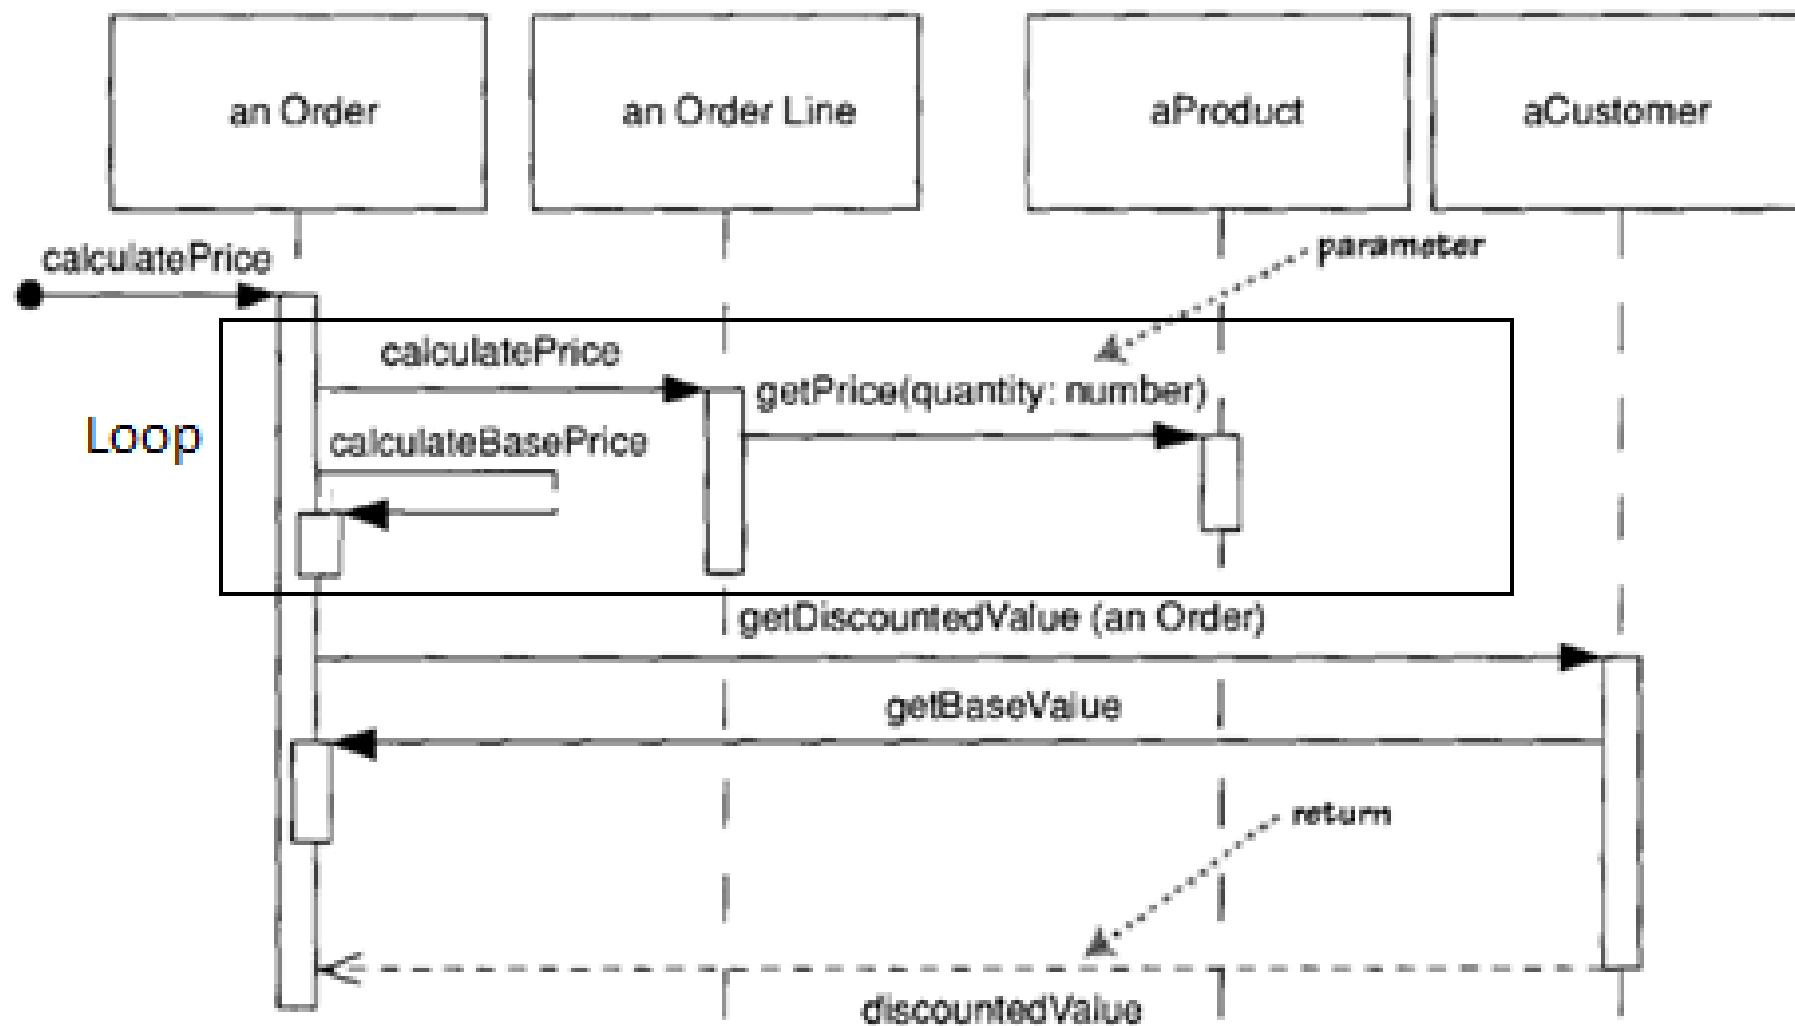 an Order
an Order Line
aProduct
aCustomer
calculatePrice
parameter
calculatePrice
getPrice(quantity: number)
Loop
calculateBasePrice
getDiscountedValue (an Order)
getBaseValue
return
discountedValue